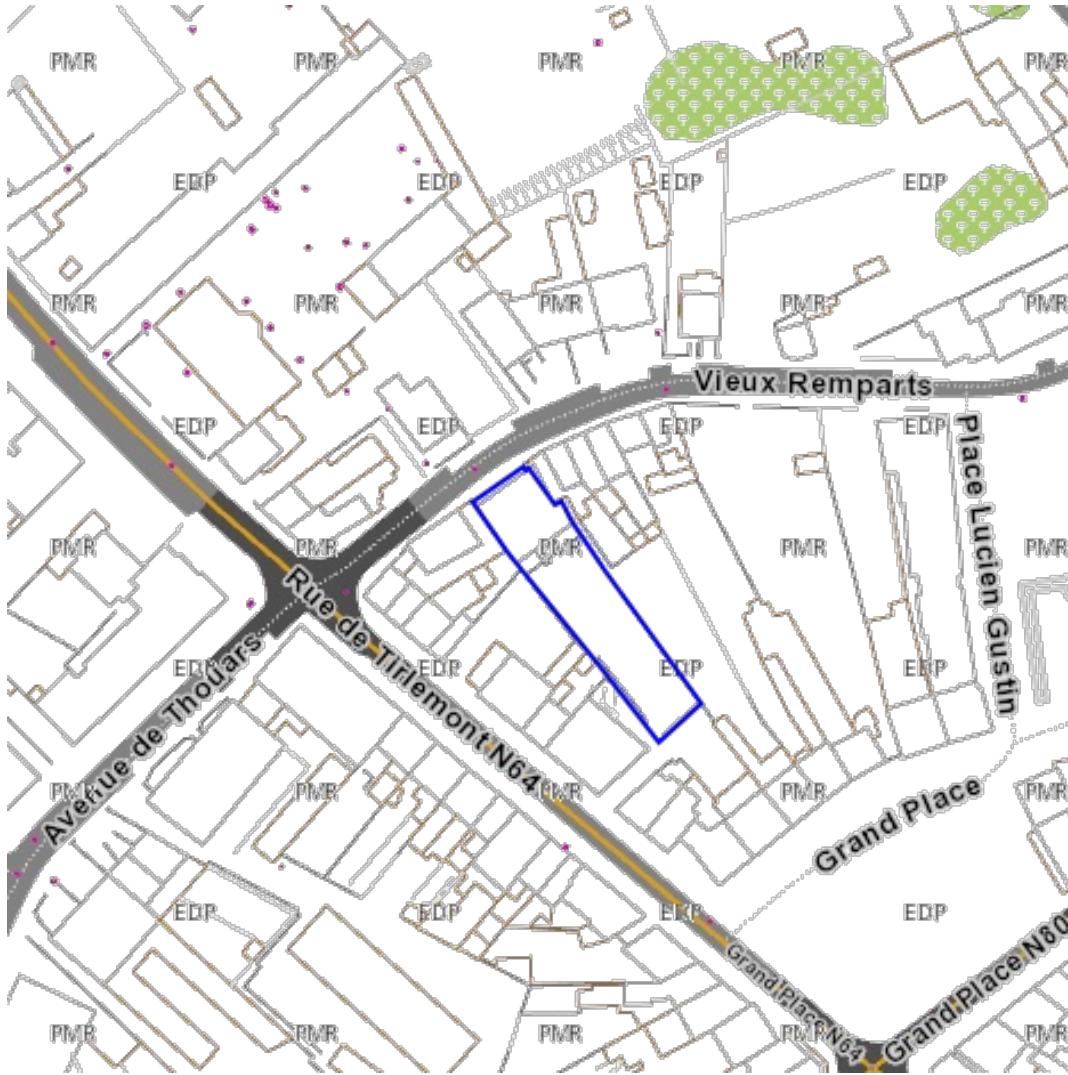 PMR PMR PMR PMR PMR
EDP EDP EDP EDP
PMR PMR PMR PMR PMR
Vieux Remparts
EDP EDP EDP EDP
Place Lucien Gustin
PMR PMR PMR PMR PMR
Rue de Tirlemont N64
Avenue de Thouars
EDP EDP EDP EDP
PMR PMR PMR PMR PMR
Grand Place
EDP EDP EDP EDP
Grand Place N64
Grand Place N80
PMR PMR PMR PMR PMR